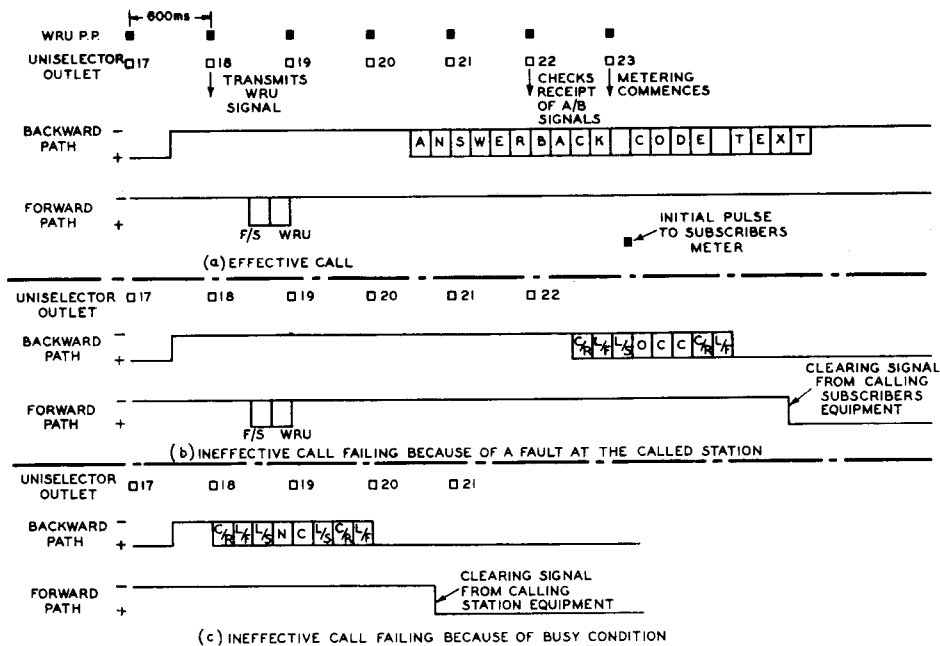 600ms
WRU P.P.
UNISELECTOR OUTLET 17 18 19 20 21 22 23
TRANSMITS WRU SIGNAL
CHECKS RECEIPT OF A/B SIGNALS
METERING COMMENCES
BACKWARD PATH - +
A N S W E R B A C K C O D E T E X T
FORWARD PATH - +
F/S WRU
INITIAL PULSE TO SUBSCRIBERS METER
(a) EFFECTIVE CALL
UNISELECTOR OUTLET 17 18 19 20 21 22
BACKWARD PATH - +
C/R L/F L/S O C C C/R L/F
FORWARD PATH - +
F/S WRU
CLEARING SIGNAL FROM CALLING SUBSCRIBERS EQUIPMENT
(b) INEFFECTIVE CALL FAILING BECAUSE OF A FAULT AT THE CALLED STATION
UNISELECTOR OUTLET 17 18 19 20 21
BACKWARD PATH - +
C/R L/F L/S N C L/S C/R L/F
FORWARD PATH - +
CLEARING SIGNAL FROM CALLING STATION EQUIPMENT
(c) INEFFECTIVE CALL FAILING BECAUSE OF BUSY CONDITION